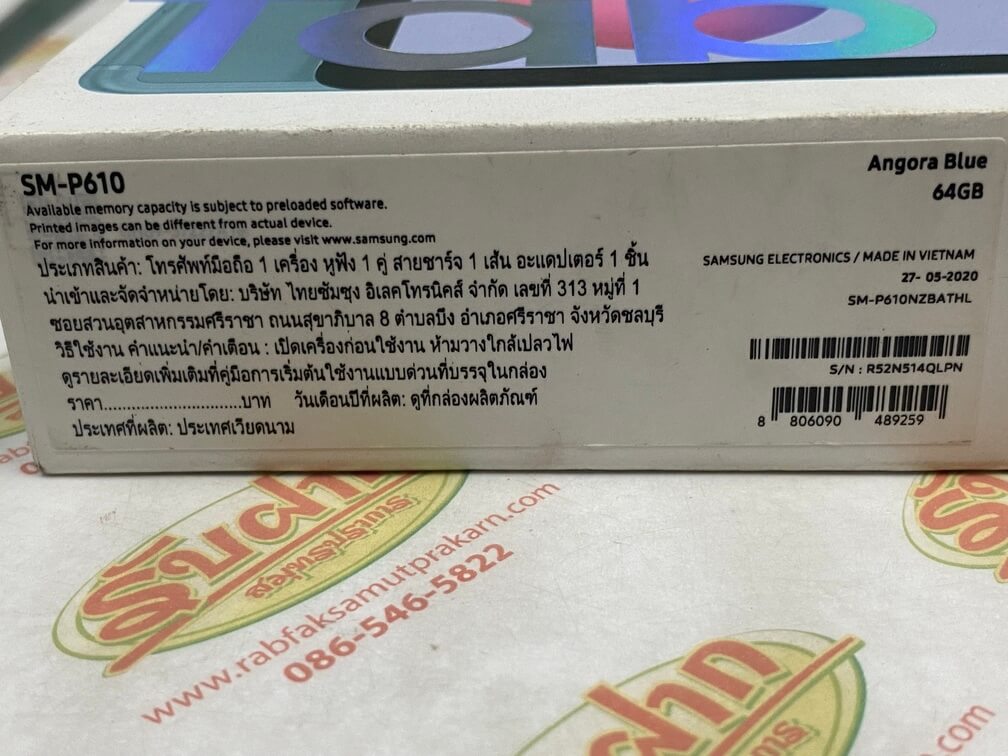 Tab
SM-P610
Available memory capacity is subject to preloaded software.
Printed images can be different from actual device.
For more information on your device, please visit www.samsung.com
ประเภทสินค้า: โทรศัพท์มือถือ 1 เครื่อง หูฟัง 1 คู่ สายชาร์จ 1 เส้น อะแดปเตอร์ 1 ชิ้น
นำเข้าและจัดจำหน่ายโดย: บริษัท ไทยซัมซุง อิเลคโทรนิคส์ จำกัด เลขที่ 313 หมู่ที่ 1
ซอยสวนอุตสาหกรรมศรีราชา ถนนสุขาภิบาล 8 ตำบลบึง อำเภอศรีราชา จังหวัดชลบุรี
วิธีใช้งาน คำแนะนำ/คำเตือน : เปิดเครื่องก่อนใช้งาน ห้ามวางใกล้เปลวไฟ
ดูรายละเอียดเพิ่มเติมที่คู่มือการเริ่มต้นใช้งานแบบด่วนที่บรรจุในกล่อง
ราคา..............................บาท วันเดือนปีที่ผลิต: ดูที่กล่องผลิตภัณฑ์
ประเทศที่ผลิต: ประเทศเวียดนาม
Angora Blue
64GB
SAMSUNG ELECTRONICS / MADE IN VIETNAM
27- 05-2020
SM-P610NZBATHL
S/N : R52N514QLPN
8 806090 489259
รับฝาก
สมุทรปราการ
www.rabfaksamutprakarn.com
086-546-5822
รับฝาก